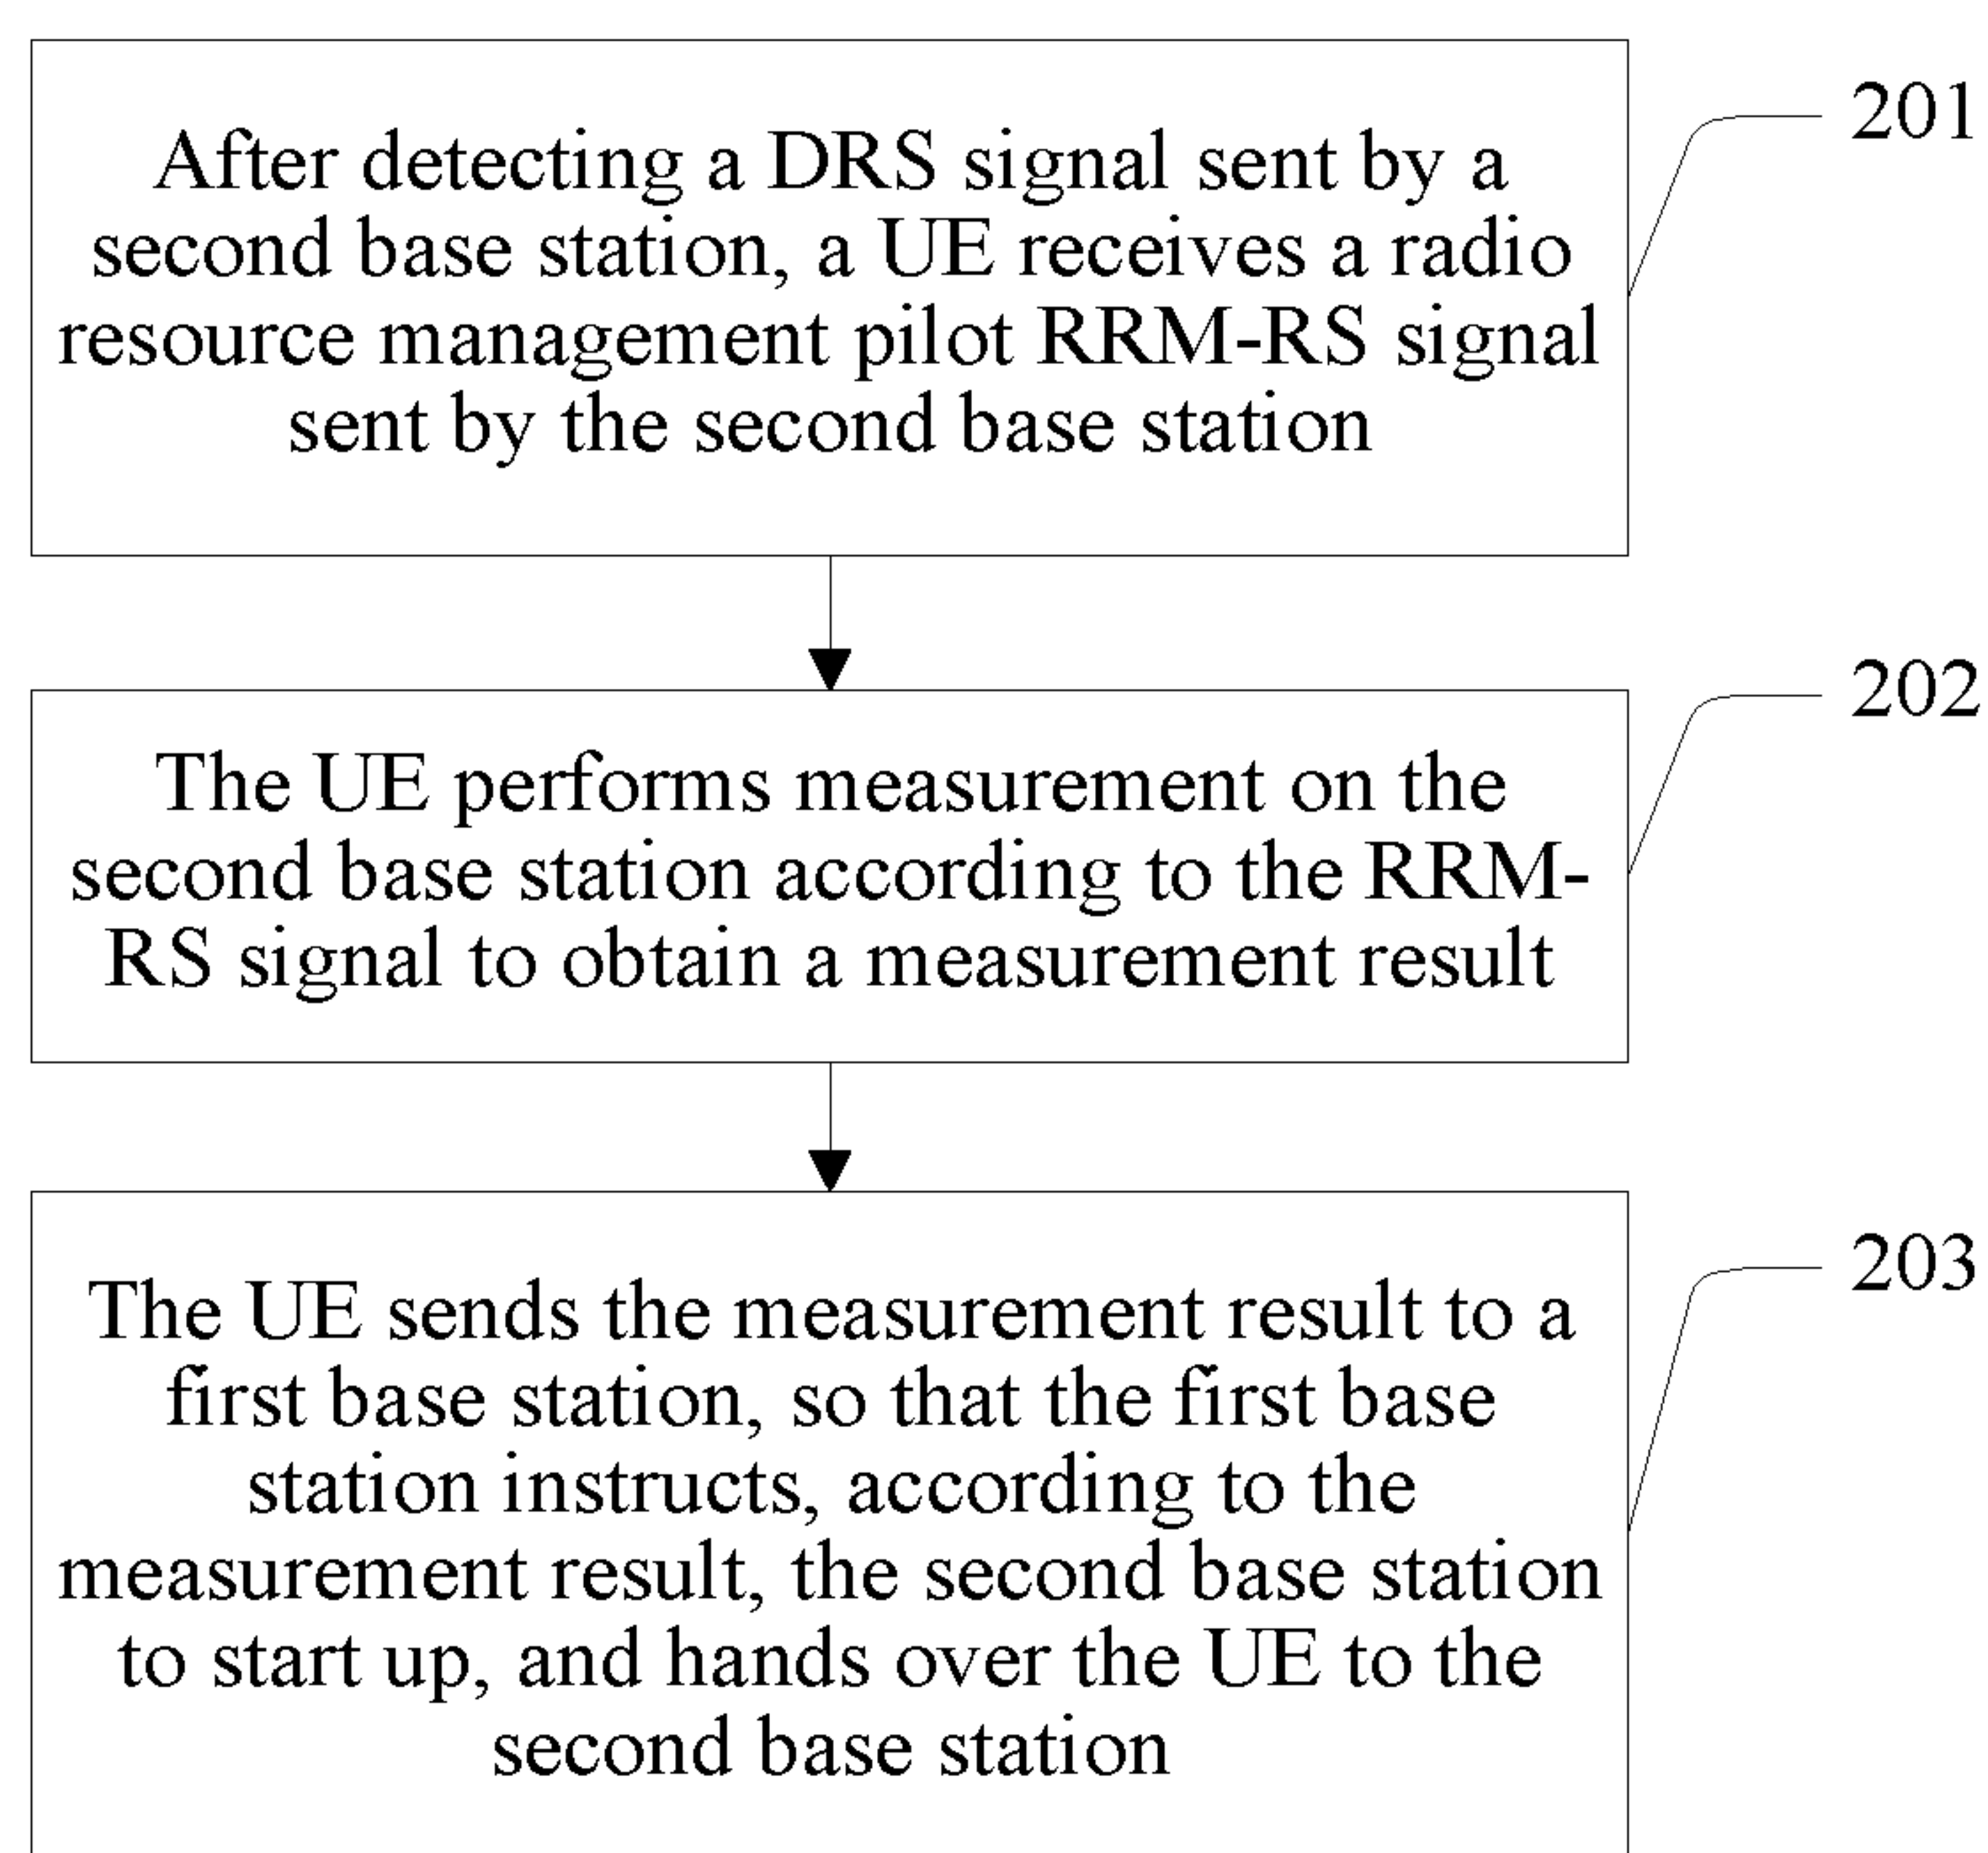 After detecting a DRS signal sent by a
second base station, a UE receives a radio
resource management pilot RRM-RS signal
sent by the second base station
201
The UE performs measurement on the
second base station according to the RRM-
RS signal to obtain a measurement result
202
The UE sends the measurement result to a
first base station, so that the first base
station instructs, according to the
measurement result, the second base station
to start up, and hands over the UE to the
second base station
203